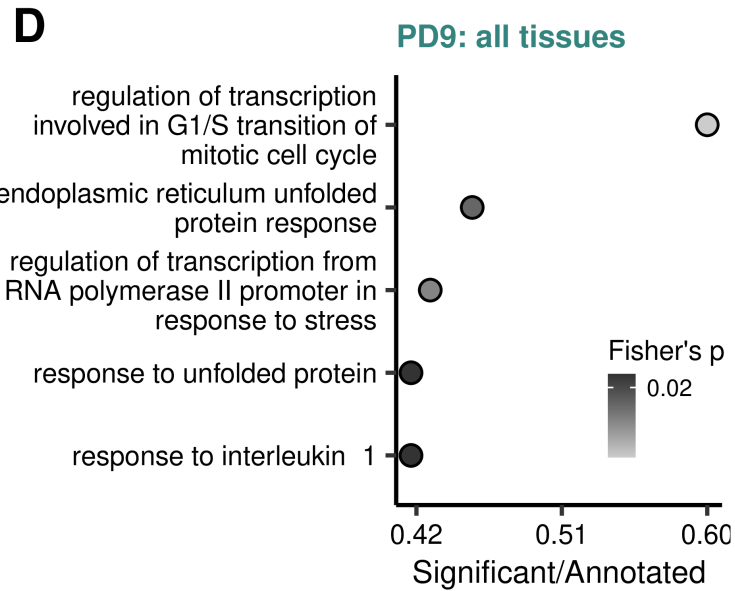 D
PD9: all tissues
regulation of transcription
involved in G1/S transition of
mitotic cell cycle
endoplasmic reticulum unfolded
protein response
regulation of transcription from
RNA polymerase II promoter in
response to stress
response to unfolded protein
response to interleukin 1
Fisher's p
0.02
0.42 0.51 0.60
Significant/Annotated